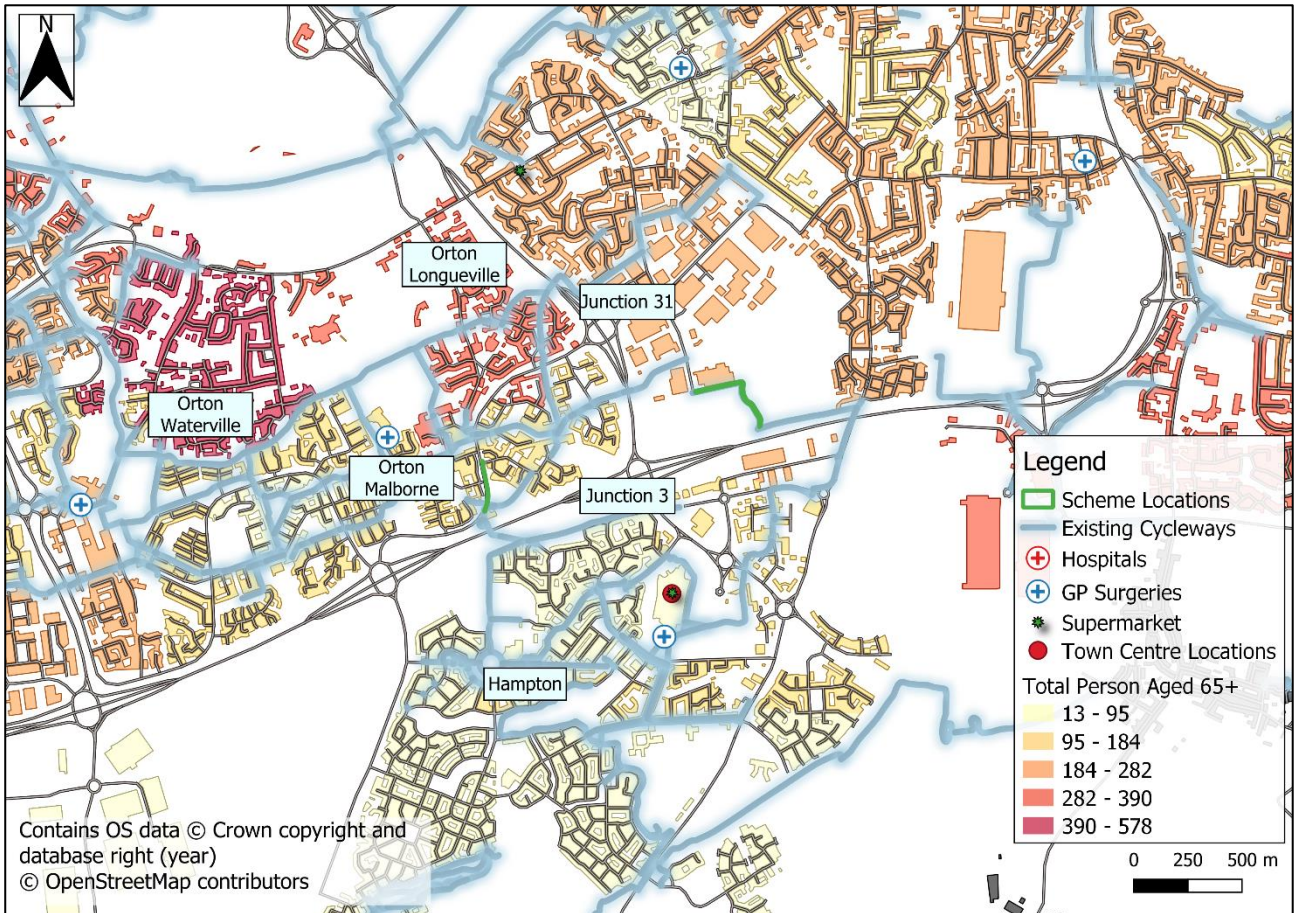 N
Orton
Longueville
Junction 31
Orton
Waterville
Orton
Malborne
Junction 3
Hampton
Legend
Scheme Locations
Existing Cycleways
Hospitals
GP Surgeries
Supermarket
Town Centre Locations
Total Person Aged 65+
13 - 95
95 - 184
184 - 282
282 - 390
390 - 578
0 250 500 m
Contains OS data © Crown copyright and
database right (year)
© OpenStreetMap contributors